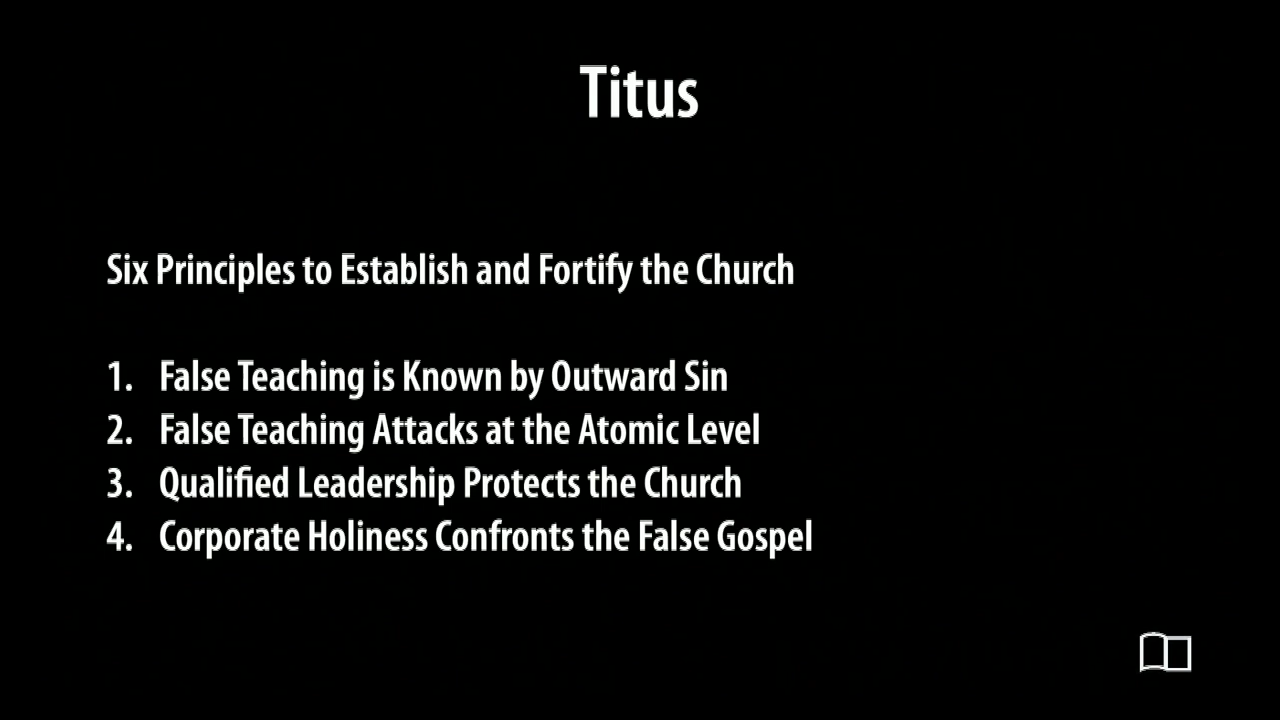 Titus
Six Principles to Establish and Fortify the Church
1. False Teaching is Known by Outward Sin
2. False Teaching Attacks at the Atomic Level
3. Qualified Leadership Protects the Church
4. Corporate Holiness Confronts the False Gospel